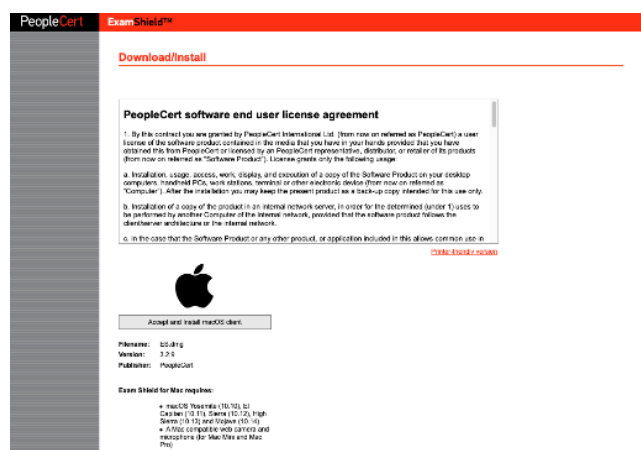 PeopleCert ExamShield™
Download/Install
PeopleCert software end user license agreement
1. By this contract you are granted by PeopleCert International Ltd. (from now on referred as PeopleCert) a user
license of the software product contained in the media that you have in your hands provided that you have
obtained this from PeopleCert or licensed by an PeopleCert representative, distributor, or retailer of its products
(from now on referred as "Software Product"). License grants only the following usage:
a. Installation, usage, access, work, display, and execution of a copy of the Software Product on your desktop
computers, handheld PCs, work stations, terminal or other electronic device (from now on referred as
"Computer"). After the installation you may keep the present product as a back-up copy intended for this use only.
b. Installation of a copy of the product in an internal network server, in order for the determined (under 1) uses to
be performed by another Computer of the internal network, provided that the software product follows the
client/server architecture or the internal network.
c. In the case that the Software Product or any other product, or application included in this allows common use in
Printer-friendly version
Accept and Install macOS client
Filename: ES.dmg
Version: 3.2.9
Publisher: PeopleCert
Exam Shield for Mac requires:
• macOS Yosemite (10.10), El
Capitan (10.11), Sierra (10.12), High
Sierra (10.13) and Mojave (10.14)
• A Mac compatible web camera and
microphone (for Mac Mini and Mac
Pro)